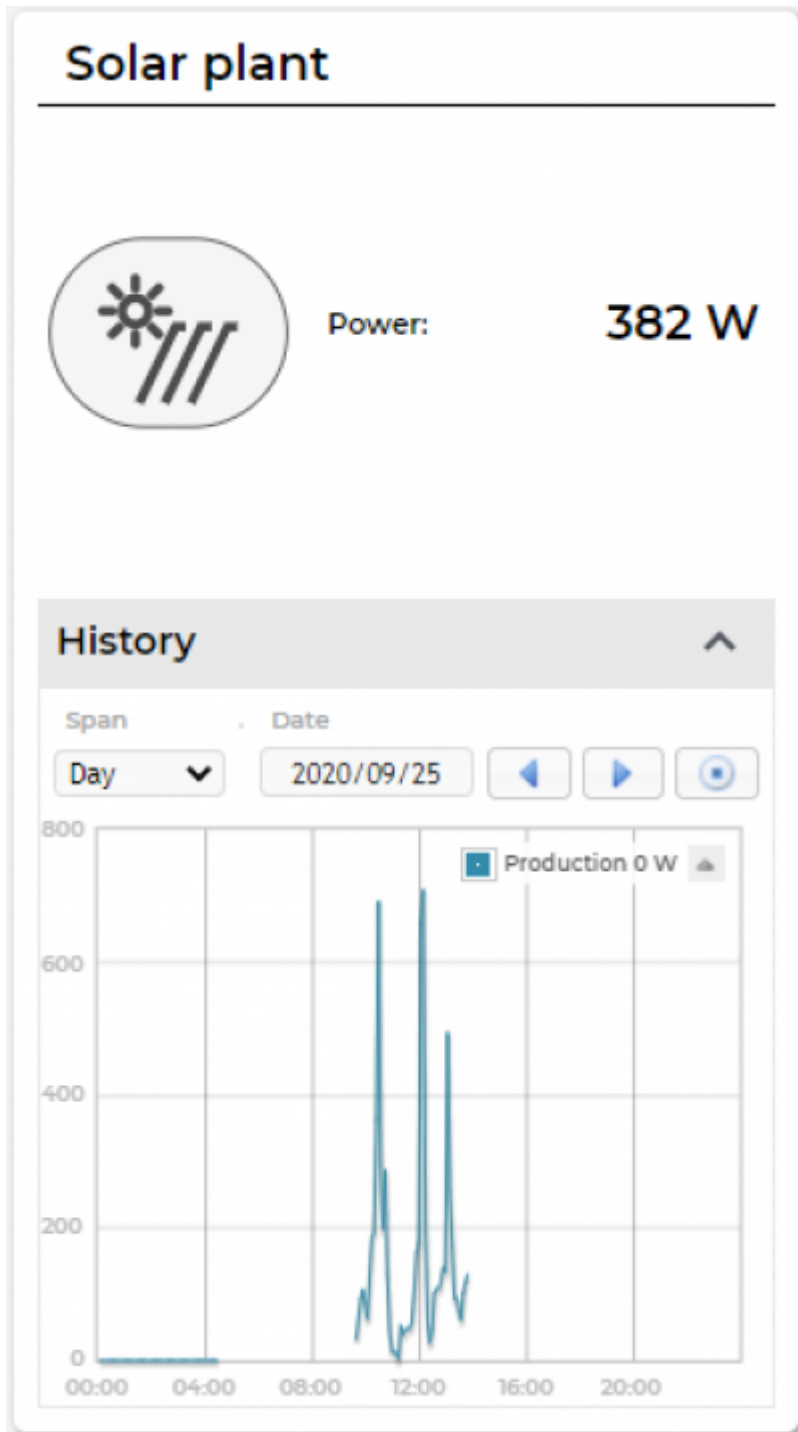 Solar plant
Power: 382 W
History
Span . Date
Day 2020/09/25
Production 0 W
800
600
400
200
0
00:00 04:00 08:00 12:00 16:00 20:00